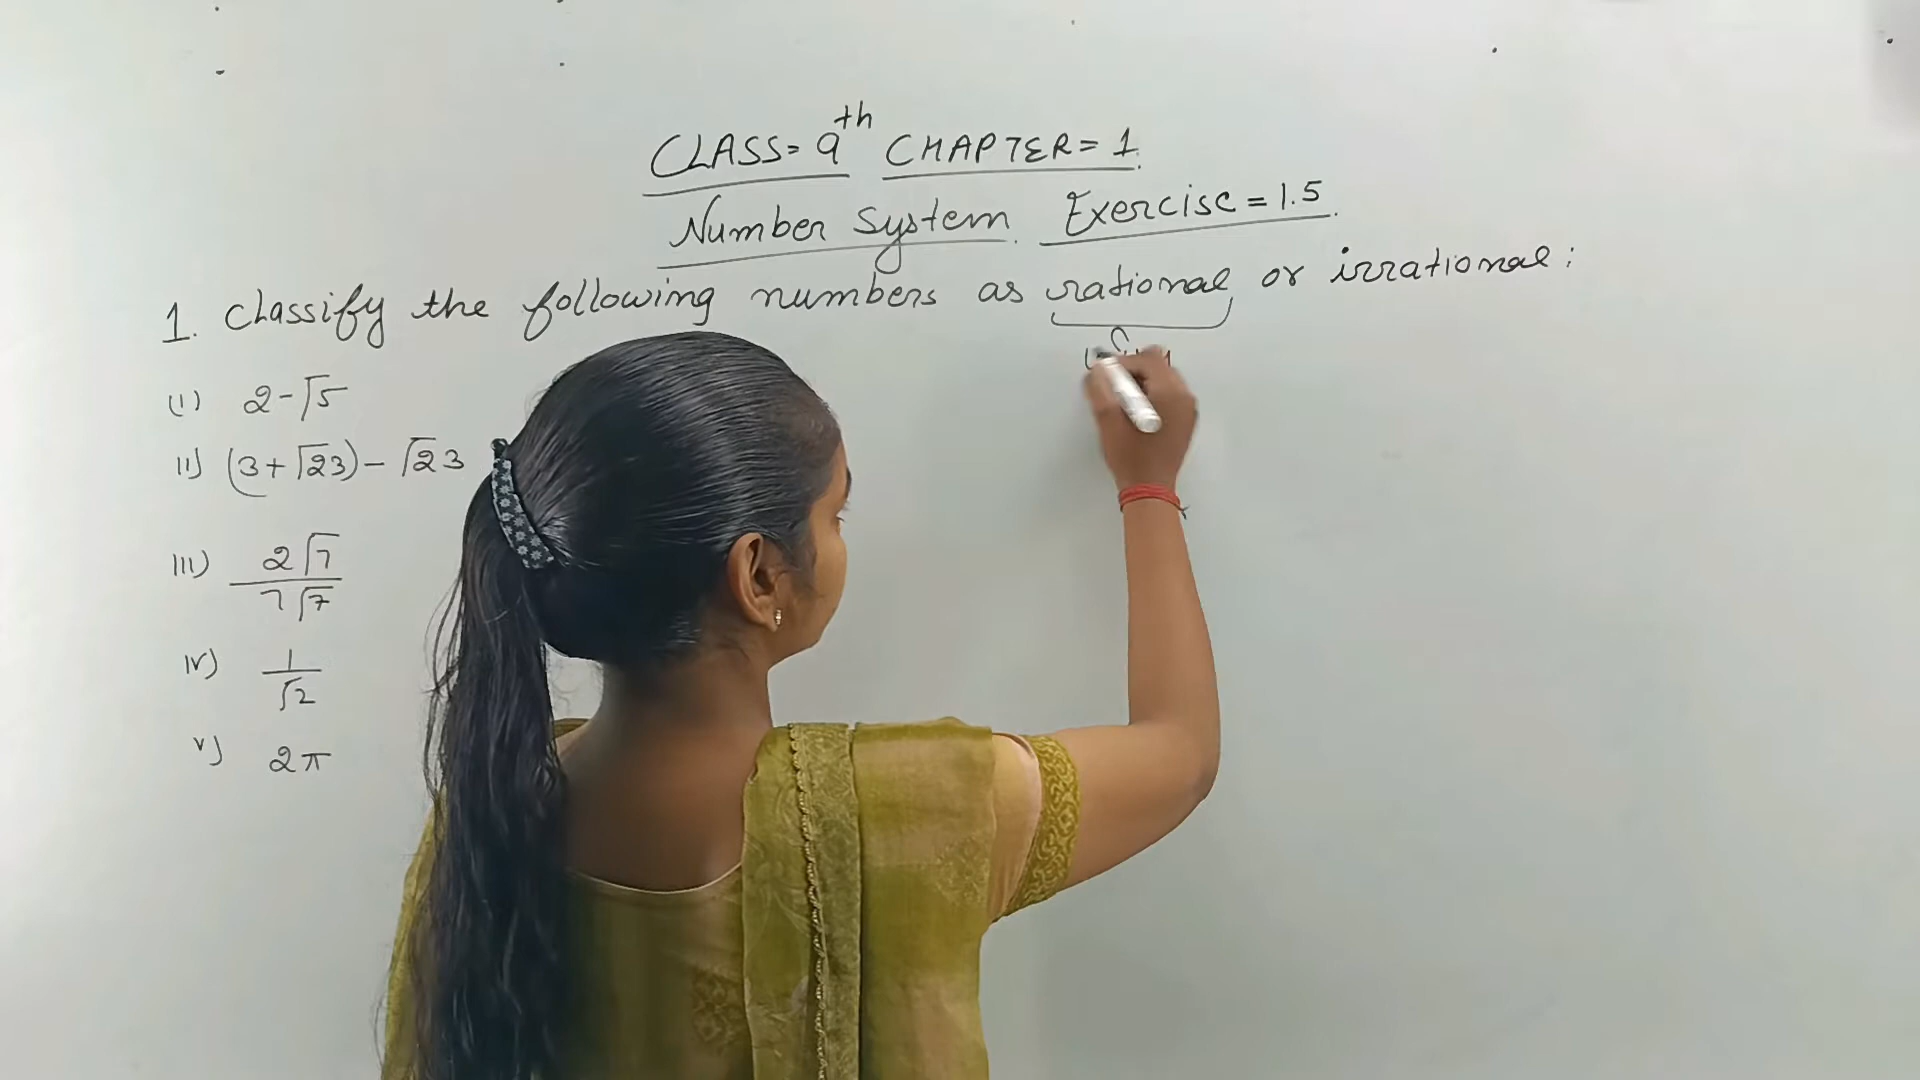 CLASS = 9th CHAPTER = 1.
Number System. Exercise = 1.5.
1. Classify the following numbers as rational or irrational :
(i) 2-√5
ii) (3+√23) - √23
iii) 2√7 / 7√7
iv) 1 / √2
v) 2π